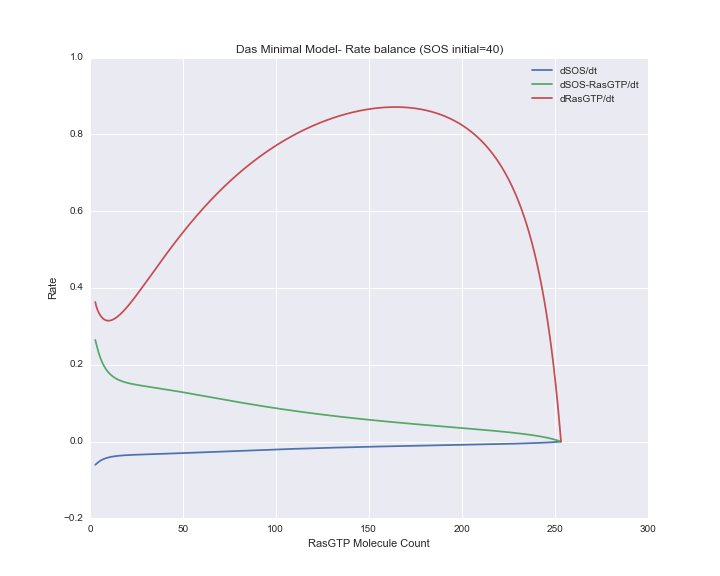 Das Minimal Model- Rate balance (SOS initial=40)
1.0
0.8
0.6
0.4
0.2
0.0
−0.2
Rate
dSOS/dt
dSOS-RasGTP/dt
dRasGTP/dt
0 50 100 150 200 250 300
RasGTP Molecule Count